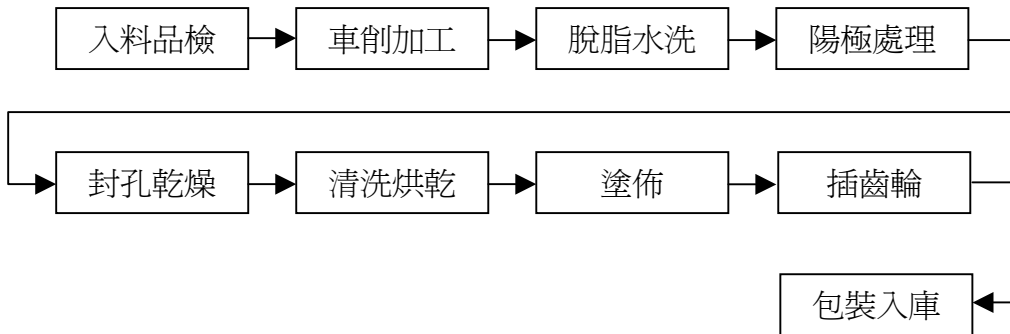 入料品檢
車削加工
脫脂水洗
陽極處理
封孔乾燥
清洗烘乾
塗佈
插齒輪
包裝入庫